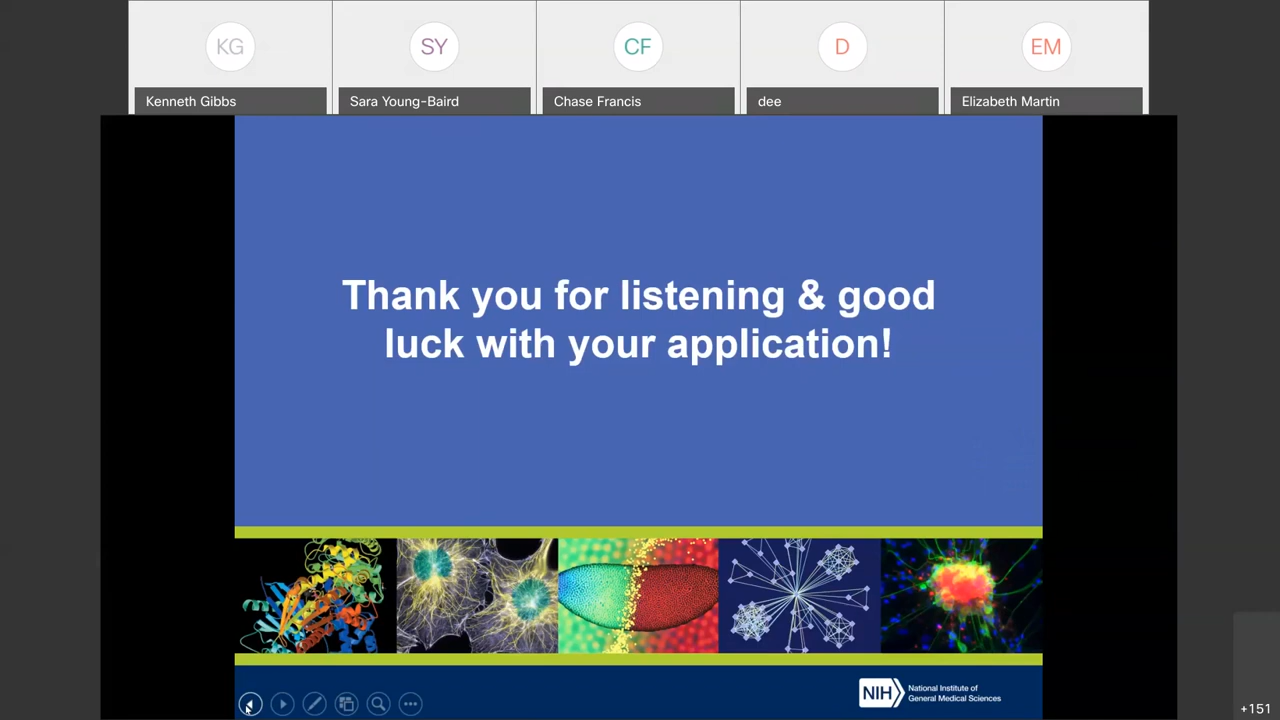 KG
SY
CF
D
EM
Kenneth Gibbs
Sara Young-Baird
Chase Francis
dee
Elizabeth Martin
Thank you for listening & good
luck with your application!
NIH
National Institute of
General Medical Sciences
+151